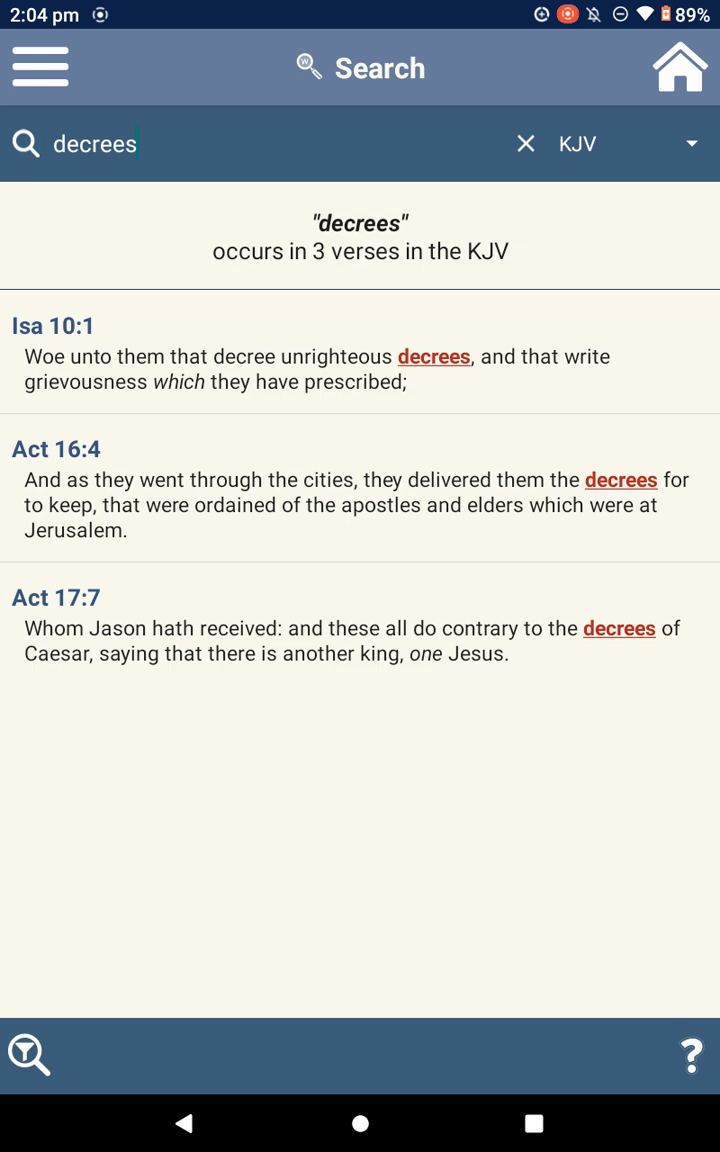 2:04 pm 89%
Search
decrees KJV
"decrees"
occurs in 3 verses in the KJV
Isa 10:1
Woe unto them that decree unrighteous decrees, and that write
grievousness which they have prescribed;
Act 16:4
And as they went through the cities, they delivered them the decrees for
to keep, that were ordained of the apostles and elders which were at
Jerusalem.
Act 17:7
Whom Jason hath received: and these all do contrary to the decrees of
Caesar, saying that there is another king, one Jesus.
?